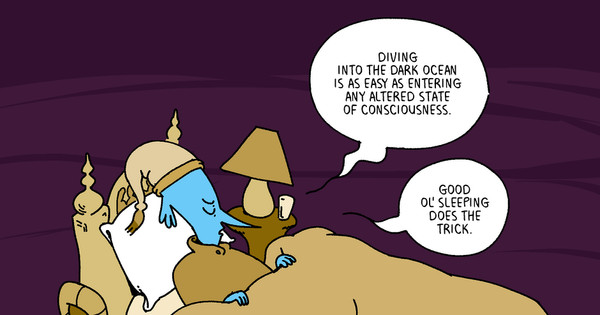 DIVING
INTO THE DARK OCEAN
IS AS EASY AS ENTERING
ANY ALTERED STATE
OF CONSCIOUSNESS.
GOOD
OL' SLEEPING
DOES THE
TRICK.